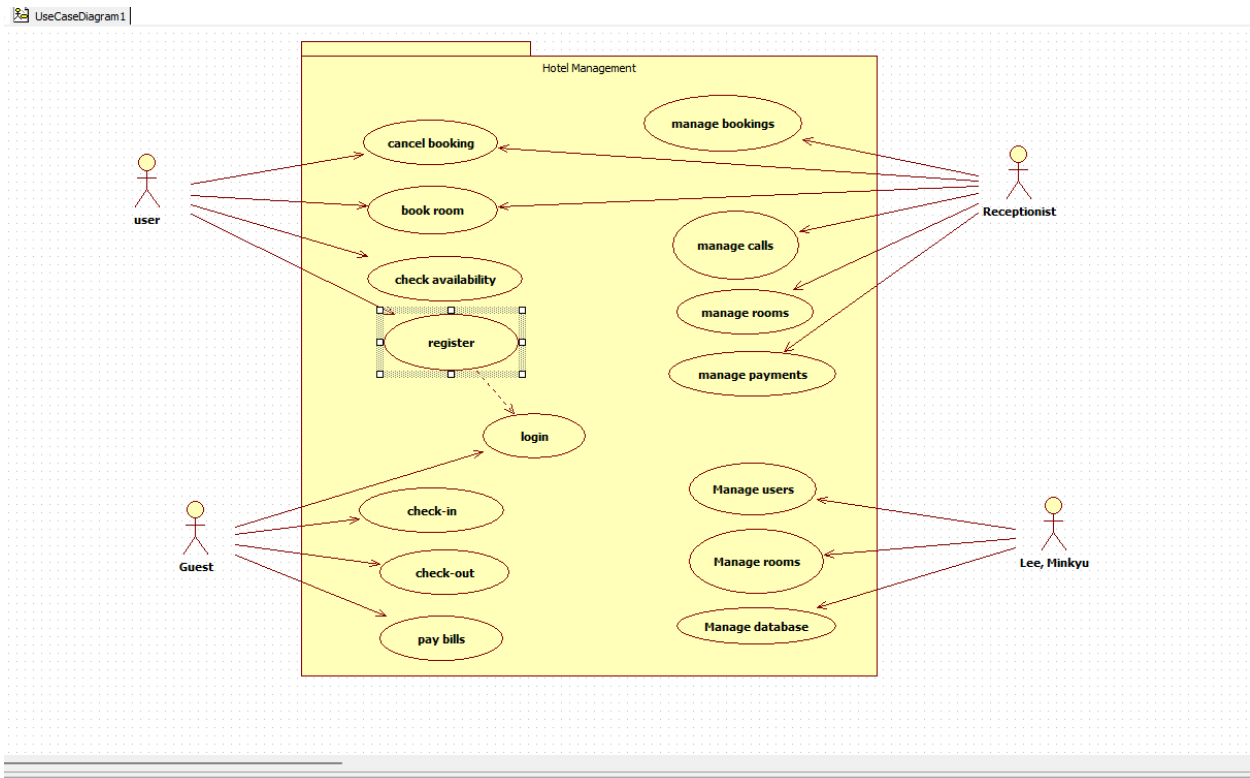 UseCaseDiagram1
Hotel Management
manage bookings
cancel booking
book room
user
Receptionist
manage calls
check availability
manage rooms
register
manage payments
login
Manage users
check-in
Guest
Manage rooms
Lee, Minkyu
check-out
Manage database
pay bills